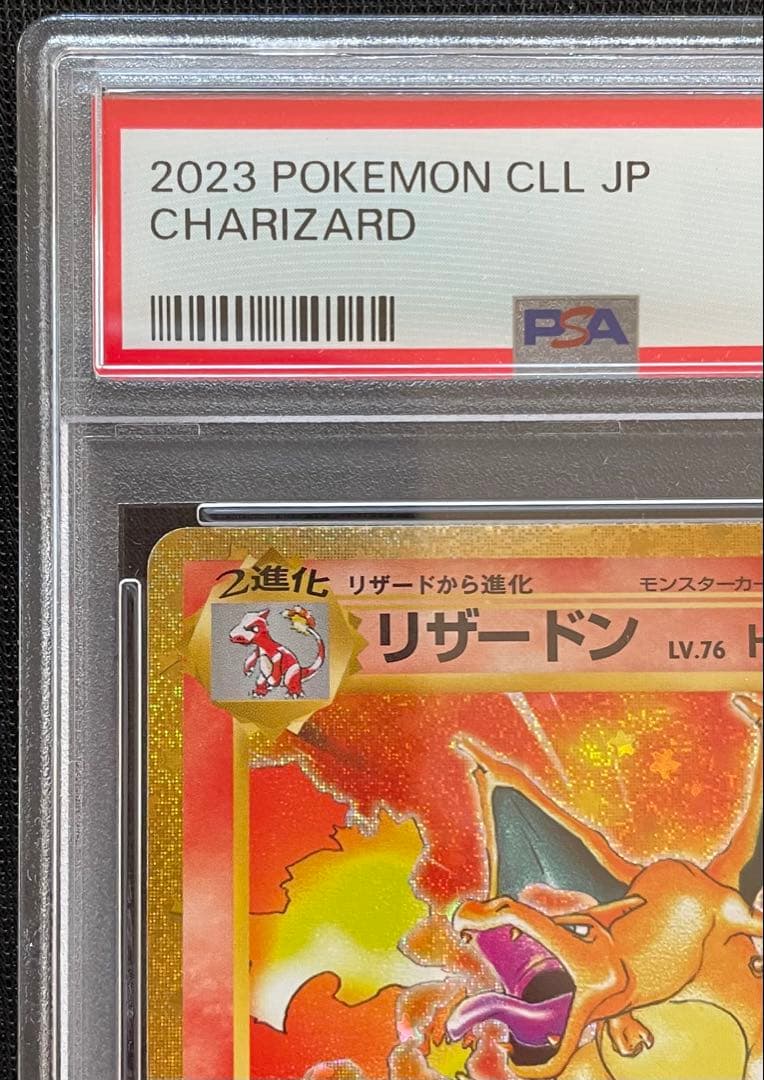 2023 POKEMON CLL JP
CHARIZARD
PSA
2進化 リザードから進化 モンスターカー
リザードン LV.76 H